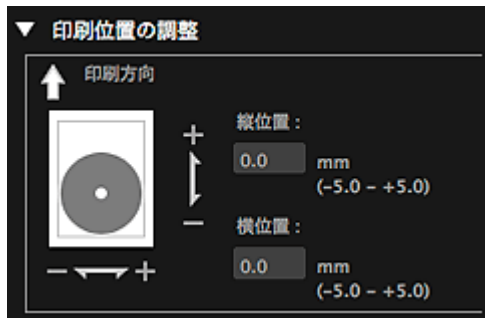 ▼ 印刷位置の調整
印刷方向
縦位置：
+
0.0 mm
(−5.0 – +5.0)
−
横位置：
0.0 mm
(−5.0 – +5.0)
− +